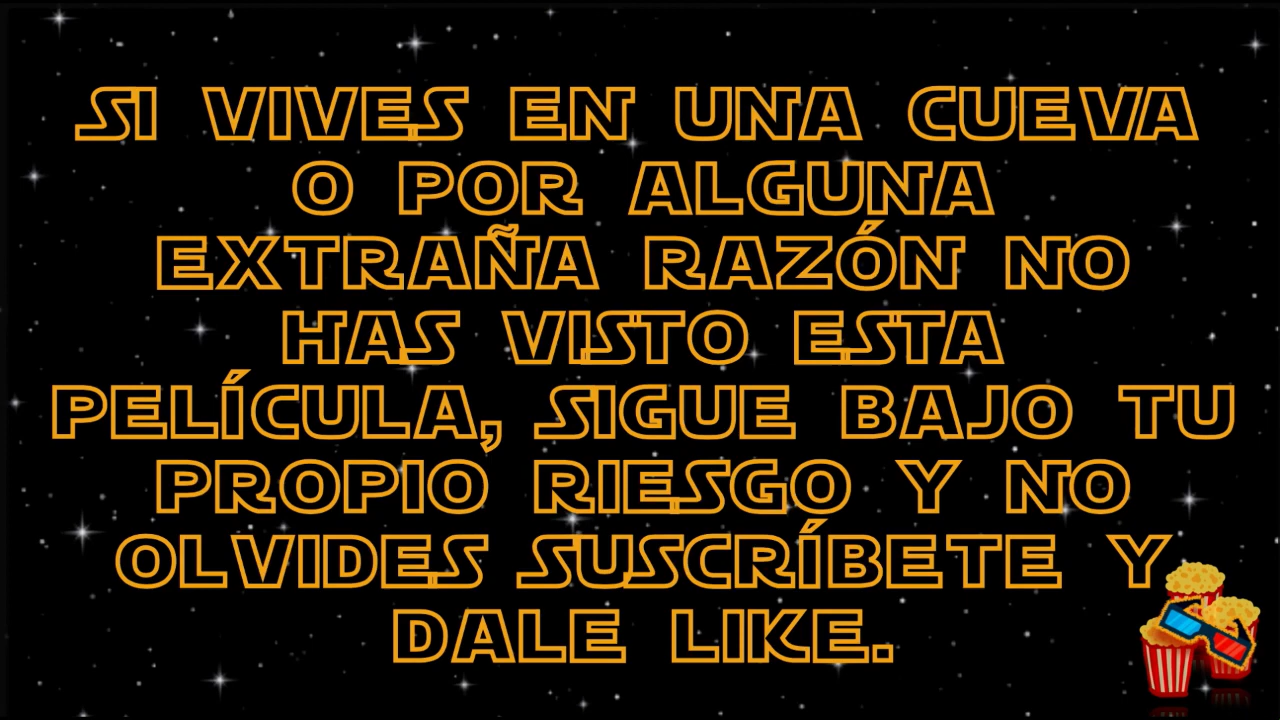 SI VIVES EN UNA CUEVA
O POR ALGUNA
EXTRAÑA RAZÓN NO
HAS VISTO ESTA
PELÍCULA, SIGUE BAJO TU
PROPIO RIESGO Y NO
OLVIDES SUSCRÍBETE Y
DALE LIKE.